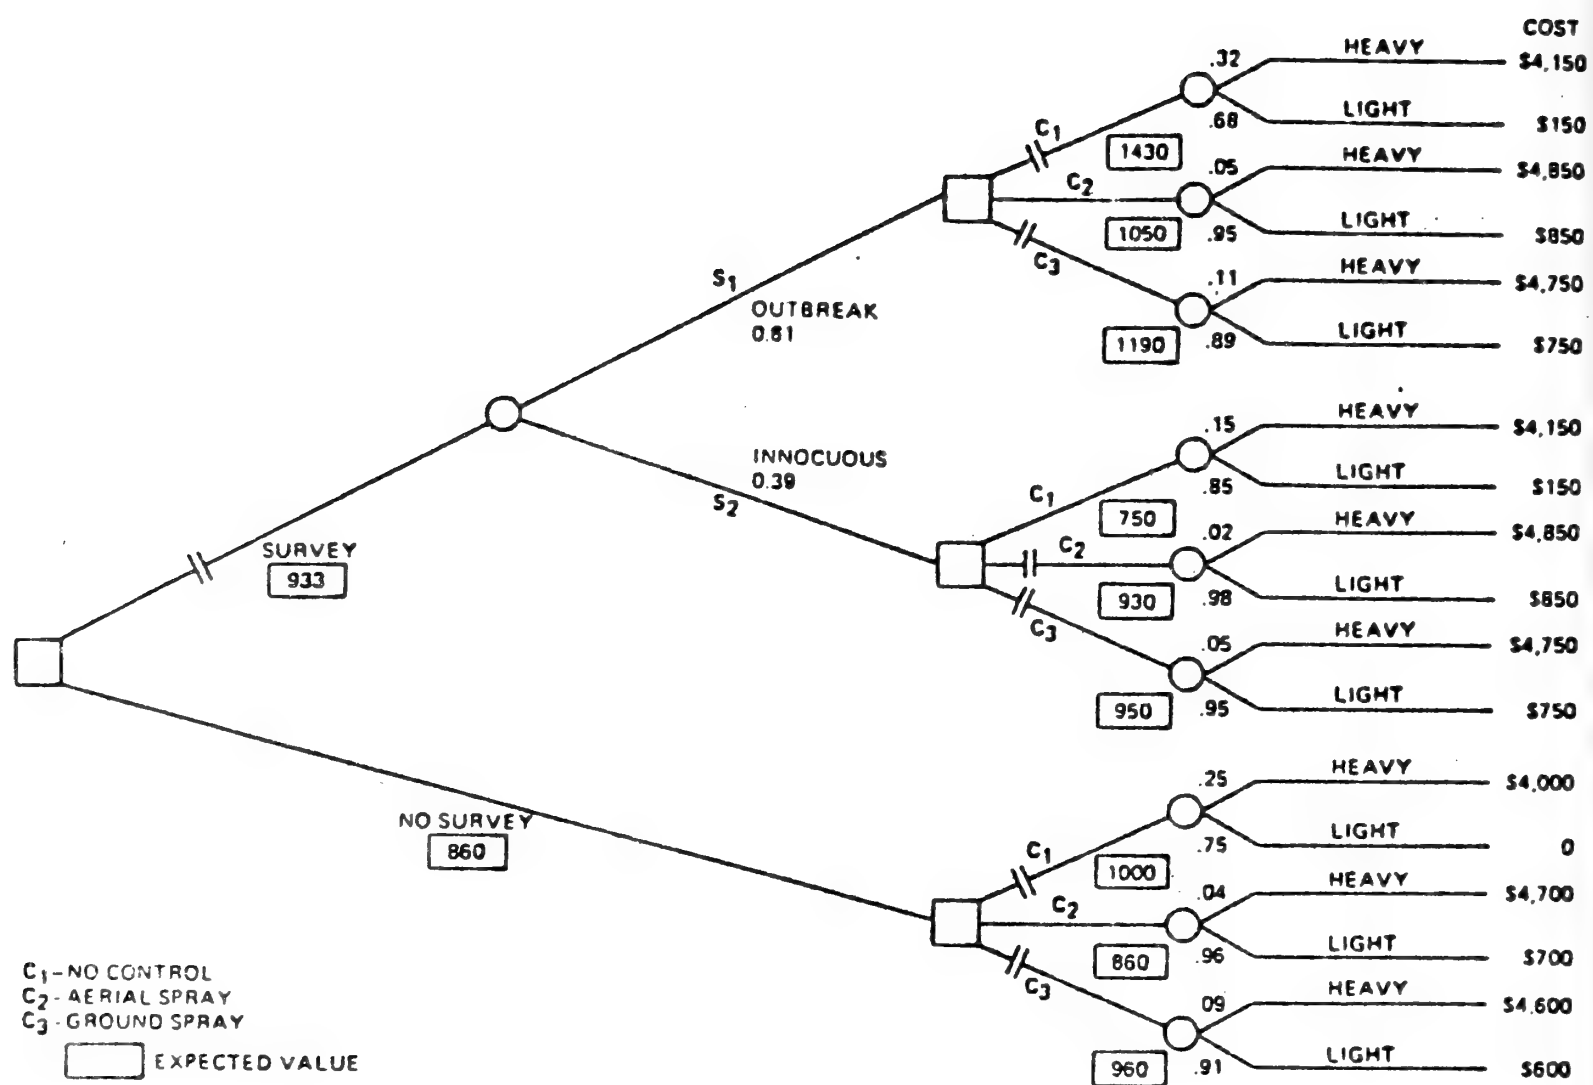 COST
.32 HEAVY $4,150
C1 .68 LIGHT $150
1430
.05 HEAVY $4,850
C2
1050 .95 LIGHT $850
C3 .11 HEAVY $4,750
1190 .89 LIGHT $750
S1
OUTBREAK
0.61
.15 HEAVY $4,150
INNOCUOUS
0.39
S2
C1 .85 LIGHT $150
750
.02 HEAVY $4,850
C2
930 .98 LIGHT $850
C3 .05 HEAVY $4,750
950 .95 LIGHT $750
SURVEY
933
.25 HEAVY $4,000
NO SURVEY
860
C1 .75 LIGHT 0
1000
.04 HEAVY $4,700
C2
860 .96 LIGHT $700
C3 09 HEAVY $4.600
960 .91 LIGHT $600
C1-NO CONTROL
C2-AERIAL SPRAY
C3-GROUND SPRAY
EXPECTED VALUE